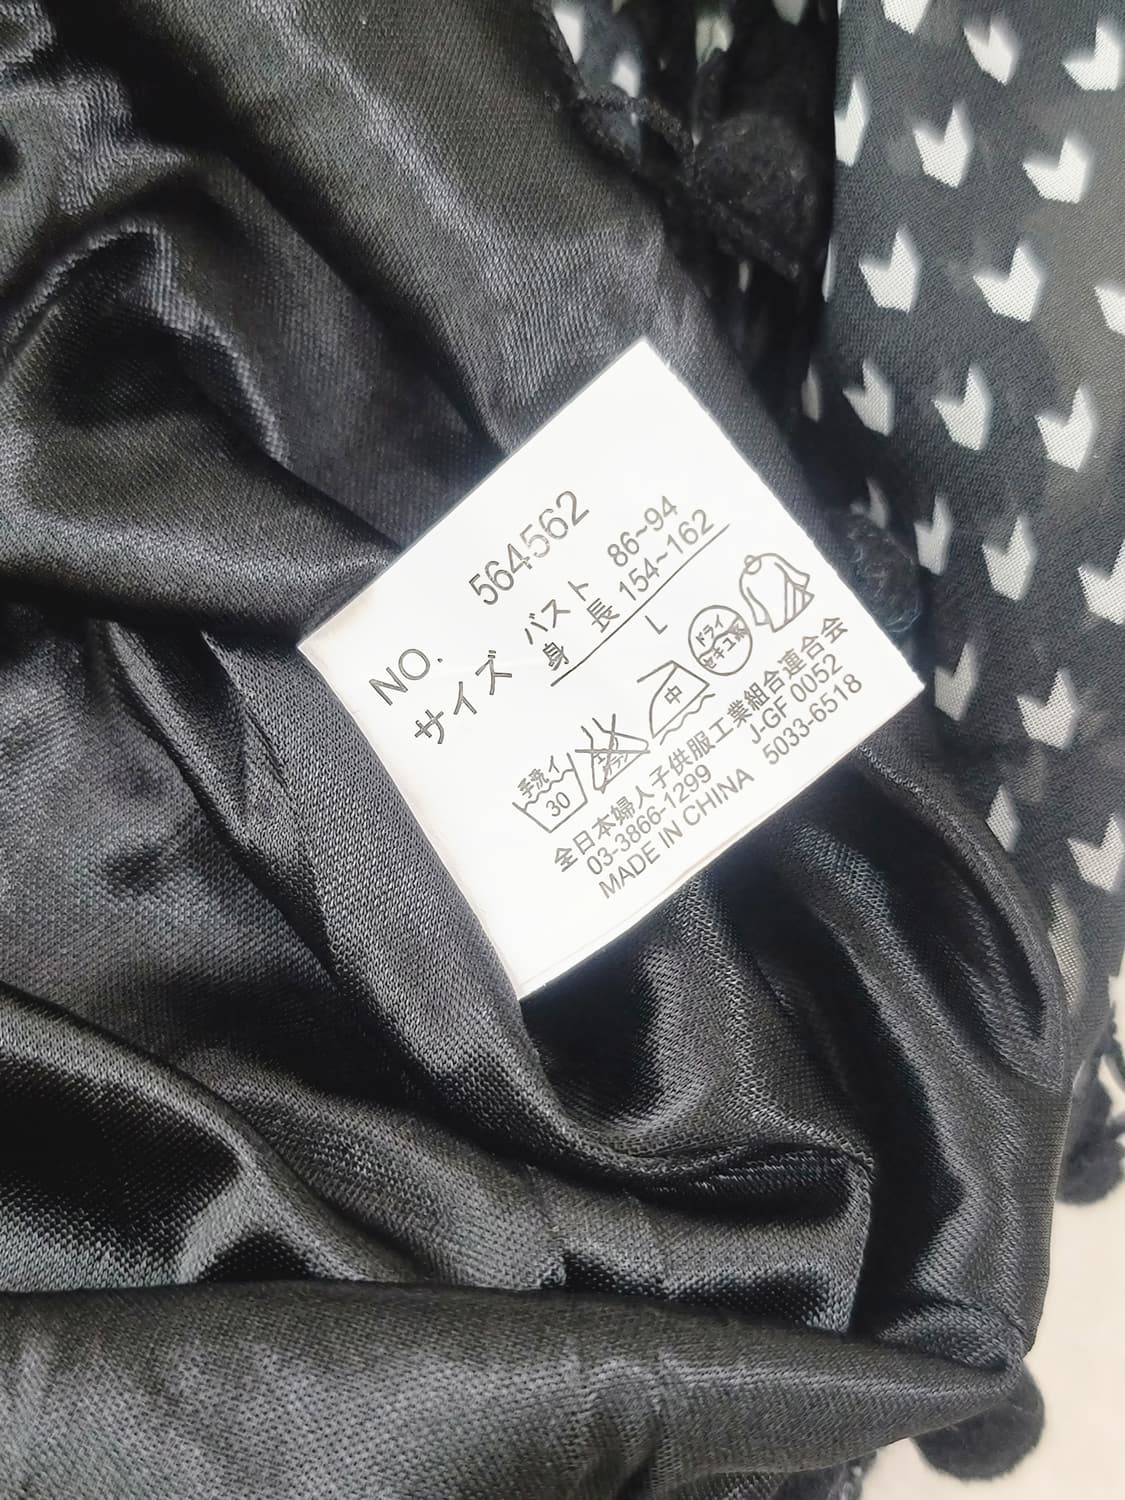 NO. 564562
サイズ バスト 86~94
身 長 154~162
L
手洗イ
30
中
ドライ
セキユ系
全日本婦人子供服工業組合連合会
03-3866-1299 J-GF 0052
MADE IN CHINA 5033-6518